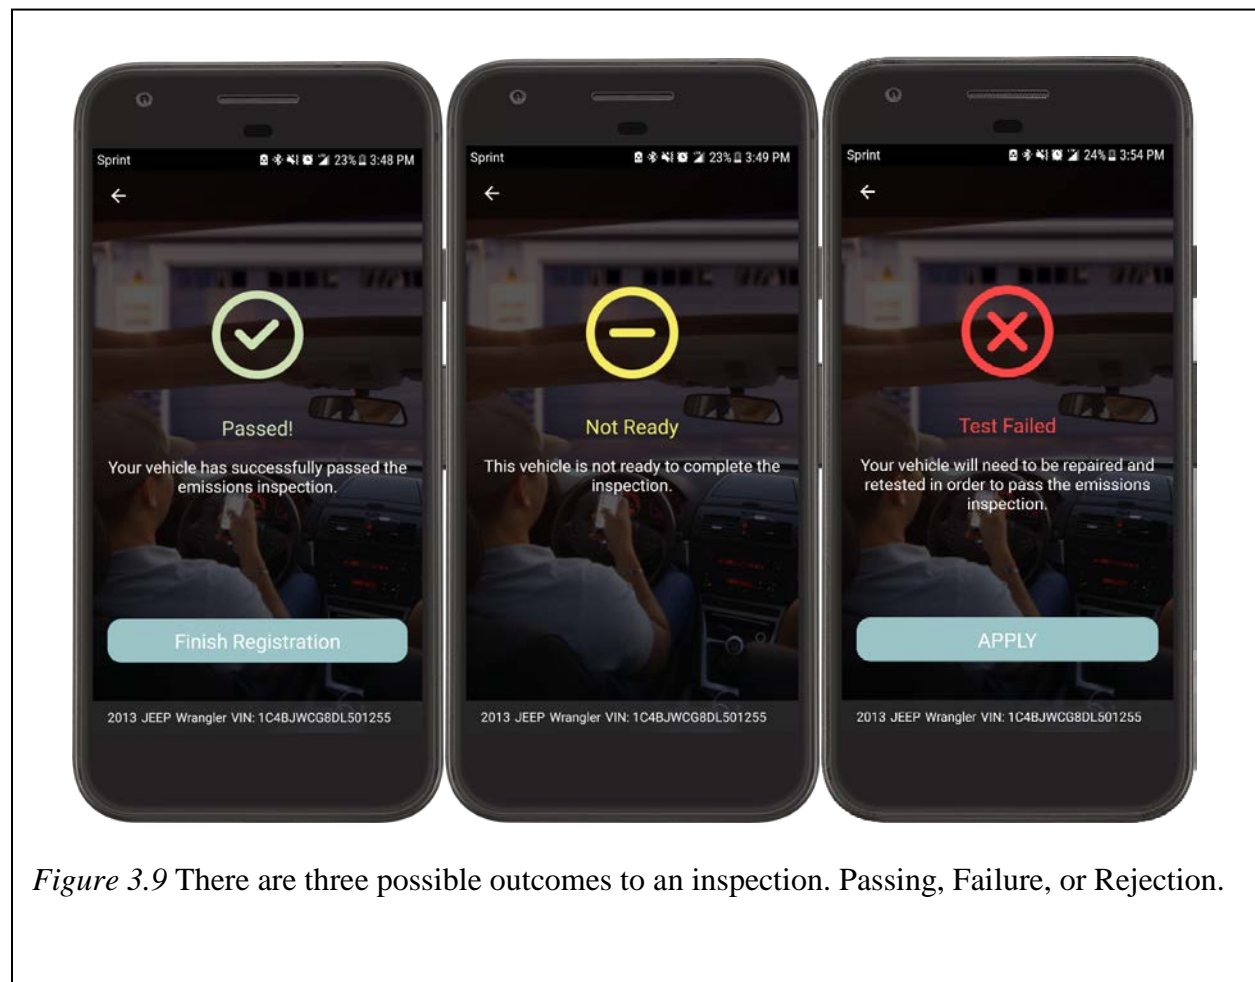 Sprint
23% 3:48 PM
Passed!
Your vehicle has successfully passed the
emissions inspection.
Finish Registration
2013 JEEP Wrangler VIN: 1C4BJWCG8DL501255
Sprint
23% 3:49 PM
Not Ready
This vehicle is not ready to complete the
inspection.
2013 JEEP Wrangler VIN: 1C4BJWCG8DL501255
Sprint
24% 3:54 PM
Test Failed
Your vehicle will need to be repaired and
retested in order to pass the emissions
inspection.
APPLY
2013 JEEP Wrangler VIN: 1C4BJWCG8DL501255
Figure 3.9 There are three possible outcomes to an inspection. Passing, Failure, or Rejection.